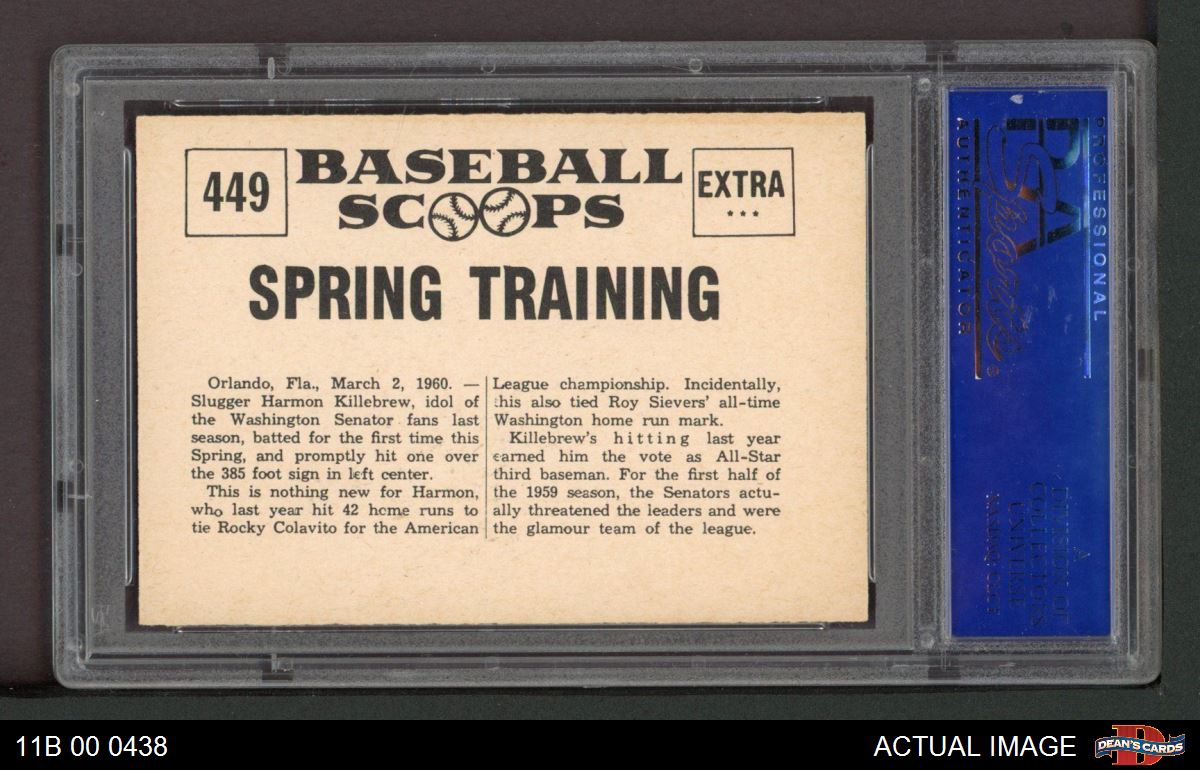 449
BASEBALL
SCOOPS
EXTRA
***
SPRING TRAINING
Orlando, Fla., March 2, 1960. —
Slugger Harmon Killebrew, idol of
the Washington Senator fans last
season, batted for the first time this
Spring, and promptly hit one over
the 385 foot sign in left center.
This is nothing new for Harmon,
who last year hit 42 home runs to
tie Rocky Colavito for the American
League championship. Incidentally,
this also tied Roy Sievers' all-time
Washington home run mark.
Killebrew's hitting last year
earned him the vote as All-Star
third baseman. For the first half of
the 1959 season, the Senators actu-
ally threatened the leaders and were
the glamour team of the league.
PROFESSIONAL
PSA
Sports
AUTHENTICATOR
®
A
DIVISION OF
COLLECTORS
UNIVERSE
NASDAQ: CLCT
11B 00 0438
ACTUAL IMAGE
D
DEAN'S CARDS